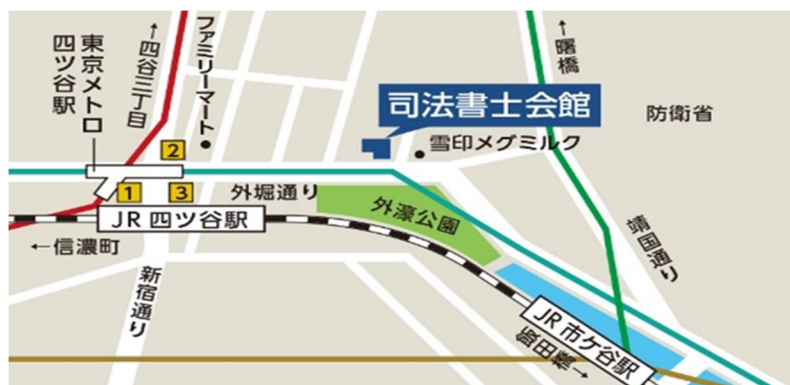 東京メトロ
四ツ谷駅
←四谷三丁目
ファミリーマート
2
1
3
司法書士会館
雪印メグミルク
←曙橋
防衛省
外堀通り
外濠公園
靖国通り→
JR 四ツ谷駅
←信濃町
新宿通り
JR 市ケ谷駅
飯田橋→